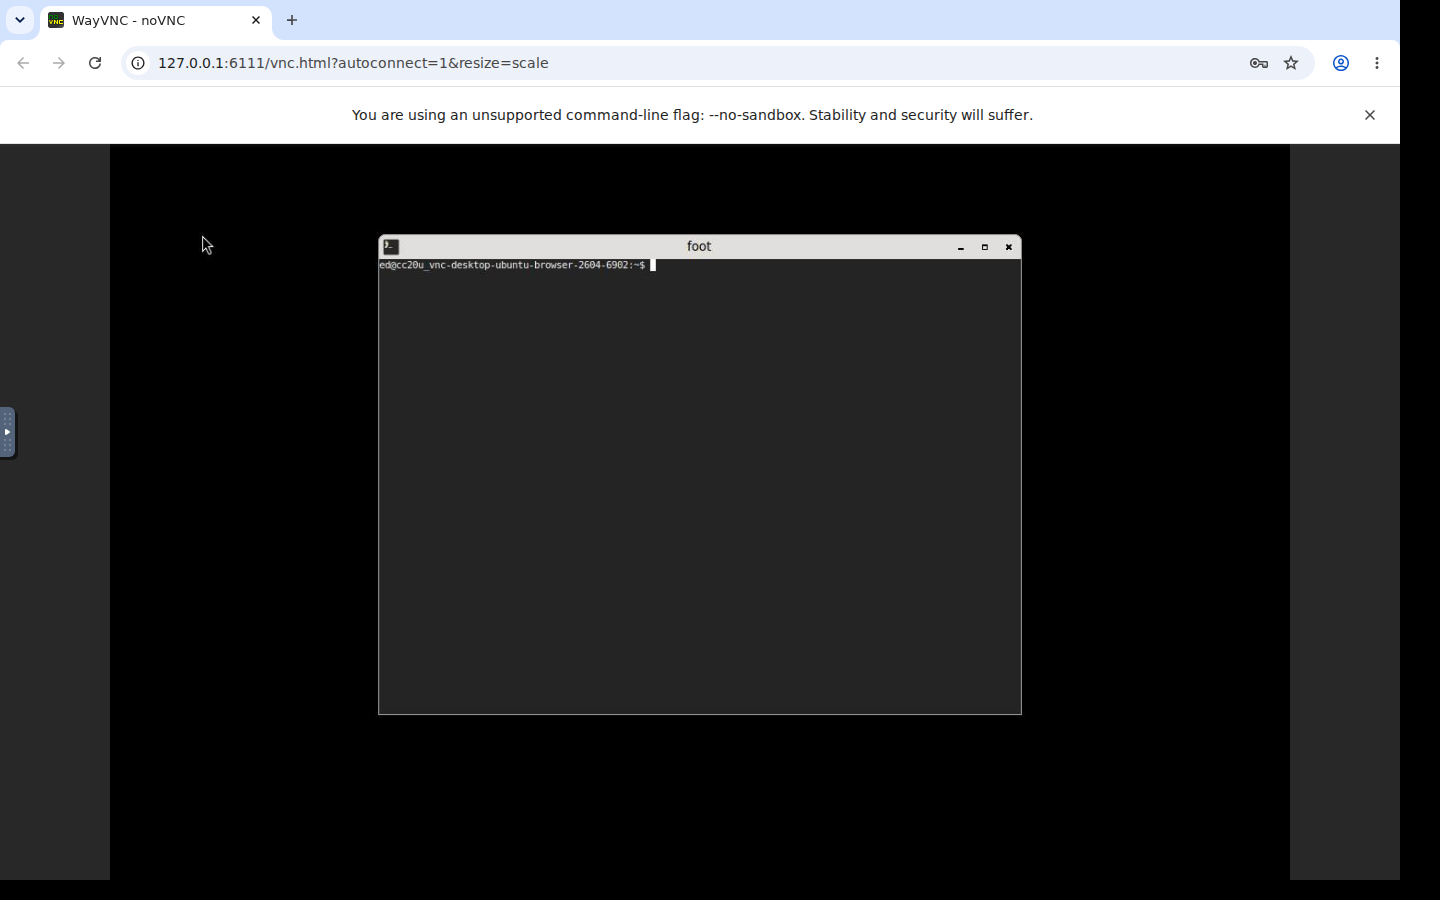 WayVNC - noVNC
127.0.0.1:6111/vnc.html?autoconnect=1&resize=scale
You are using an unsupported command-line flag: --no-sandbox. Stability and security will suffer.
foot
ed@cc20u_vnc-desktop-ubuntu-browser-2604-6902:~$